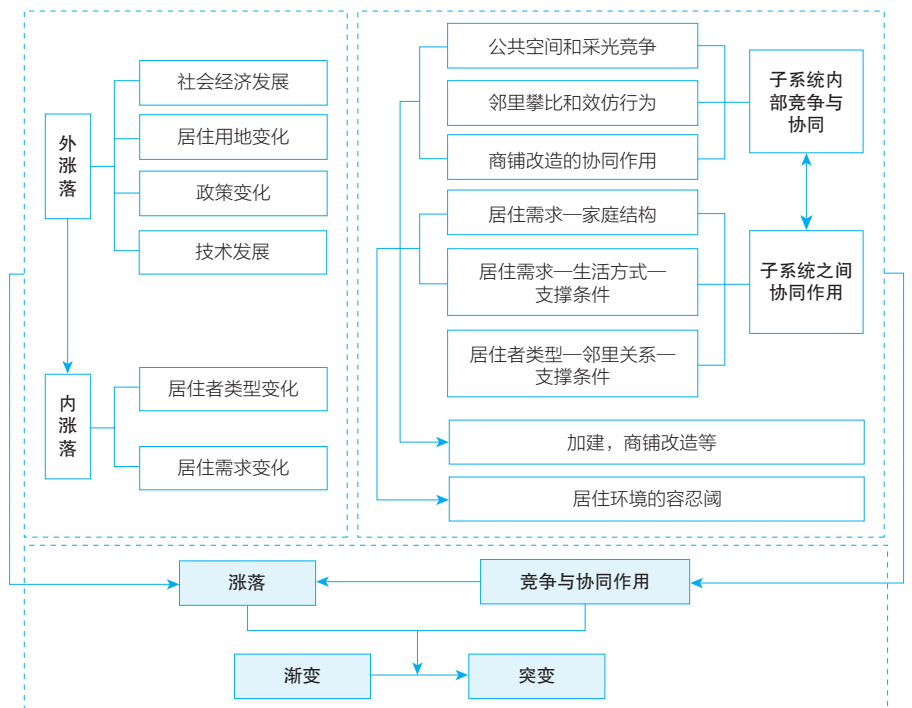 外
涨
落
社会经济发展
居住用地变化
政策变化
技术发展
内
涨
落
居住者类型变化
居住需求变化
公共空间和采光竞争
邻里攀比和效仿行为
商铺改造的协同作用
子系统内
部竞争与
协同
居住需求—家庭结构
居住需求—生活方式—
支撑条件
居住者类型—邻里关系—
支撑条件
子系统之间
协同作用
加建，商铺改造等
居住环境的容忍阈
涨落
竞争与协同作用
渐变
突变